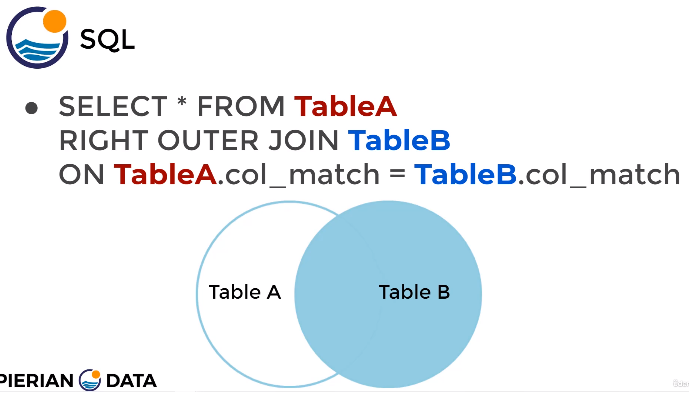 SQL
● SELECT * FROM TableA
RIGHT OUTER JOIN TableB
ON TableA.col_match = TableB.col_match
Table A
Table B
PIERIAN DATA